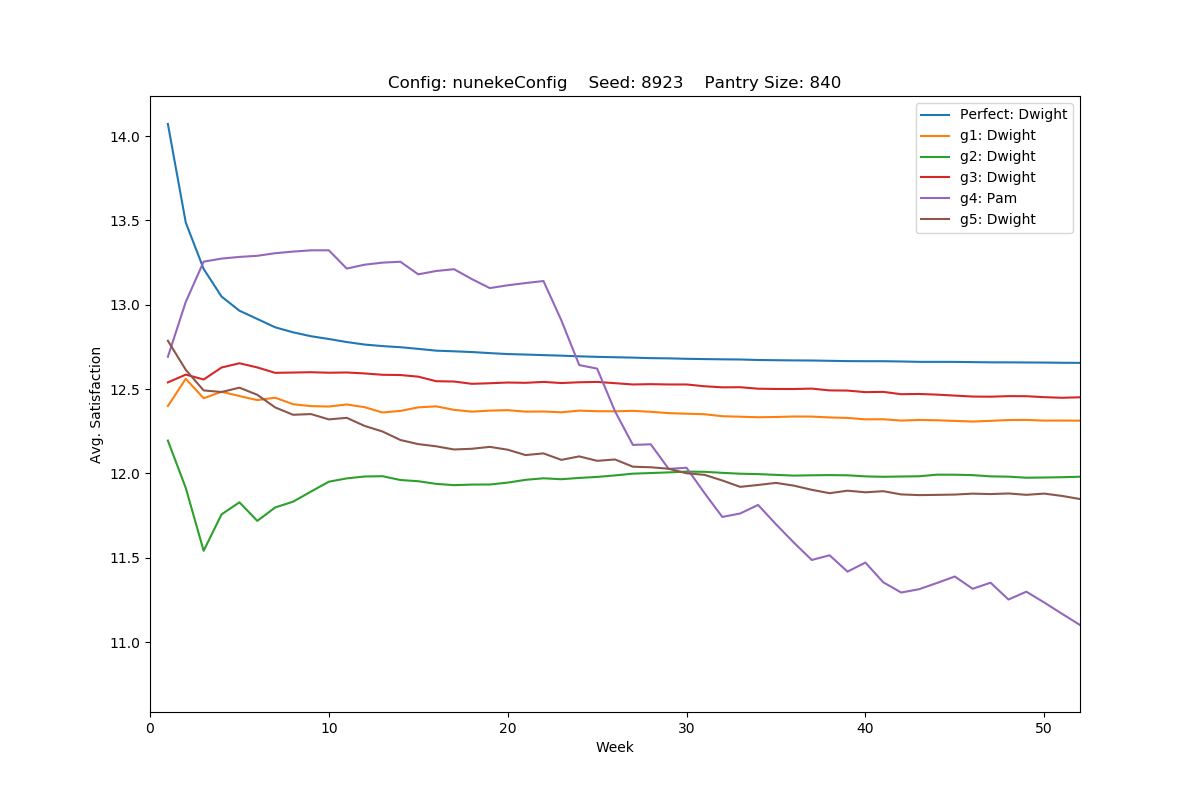 Config: nunekeConfig    Seed: 8923    Pantry Size: 840
Perfect: Dwight
g1: Dwight
g2: Dwight
g3: Dwight
g4: Pam
g5: Dwight
Avg. Satisfaction
14.0
13.5
13.0
12.5
12.0
11.5
11.0
0 10 20 30 40 50
Week